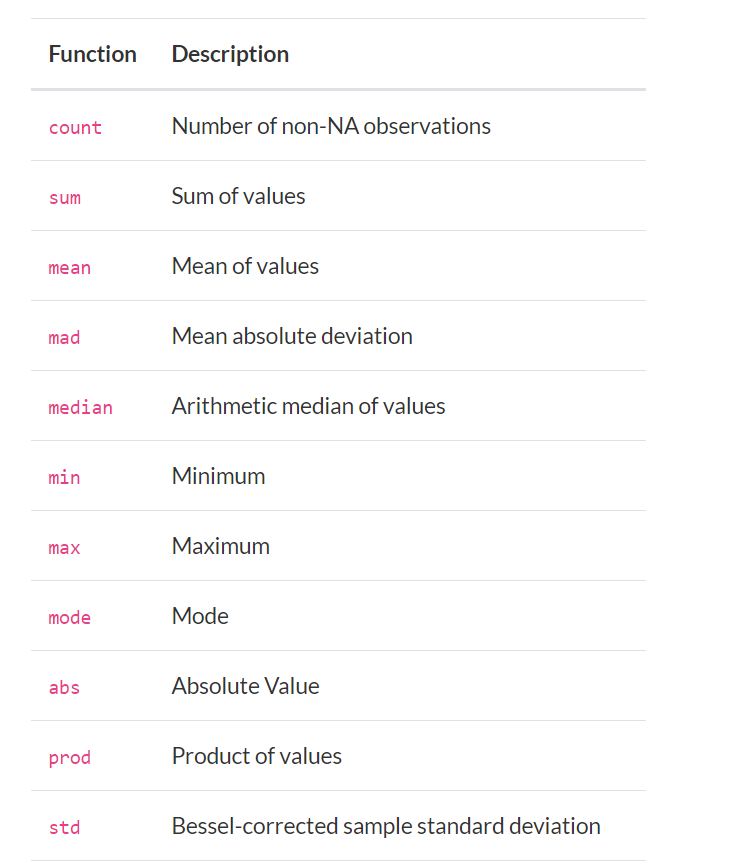 Function Description
count Number of non-NA observations
sum Sum of values
mean Mean of values
mad Mean absolute deviation
median Arithmetic median of values
min Minimum
max Maximum
mode Mode
abs Absolute Value
prod Product of values
std Bessel-corrected sample standard deviation